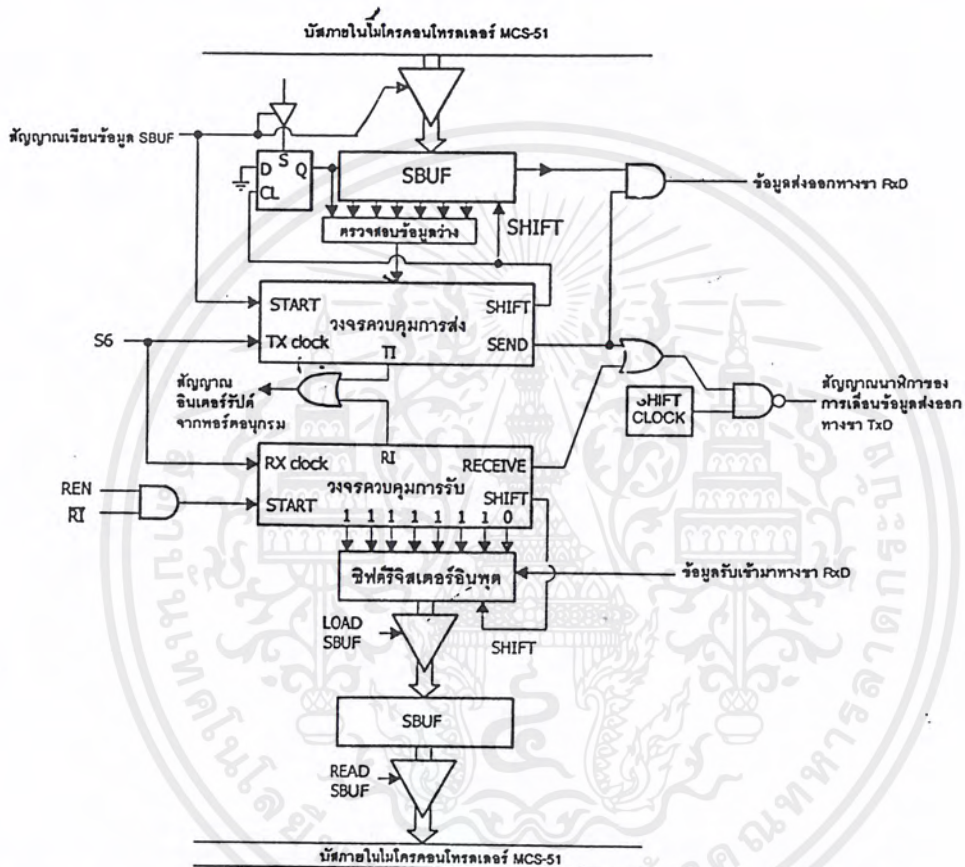 บัสภายในไมโครคอนโทรลเลอร์ MCS-51
สัญญาณเขียนข้อมูล SBUF
S
D Q
CL
SBUF
ข้อมูลส่งออกทางขา RxD
ตรวจสอบข้อมูลว่าง
SHIFT
START
SHIFT
วงจรควบคุมการส่ง
S6
TX clock
SEND
TI
สัญญาณ
อินเตอร์รัปต์
จากพอร์ตอนุกรม
SHIFT
CLOCK
สัญญาณนาฬิกาของ
การเลื่อนข้อมูลส่งออก
ทางขา TxD
RI
RX clock
RECEIVE
วงจรควบคุมการรับ
REN
RI
START
SHIFT
1 1 1 1 1 1 1 0
ชิฟต์รีจิสเตอร์อินพุต
ข้อมูลรับเข้ามาทางขา RxD
LOAD
SBUF
SHIFT
SBUF
READ
SBUF
บัสภายในไมโครคอนโทรลเลอร์ MCS-51